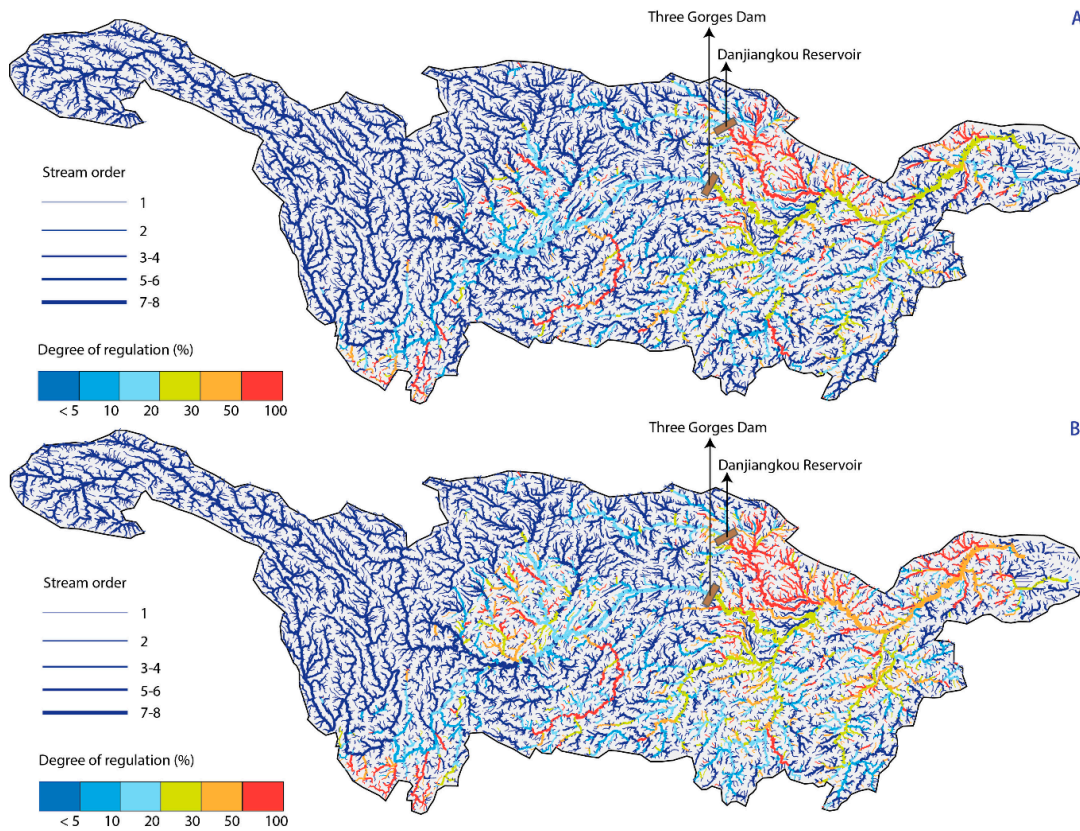 Three Gorges Dam
A
Danjiangkou Reservoir
Stream order
1
2
3-4
5-6
7-8
Degree of regulation (%)
< 5 10 20 30 50 100
Three Gorges Dam
B
Danjiangkou Reservoir
Stream order
1
2
3-4
5-6
7-8
Degree of regulation (%)
< 5 10 20 30 50 100